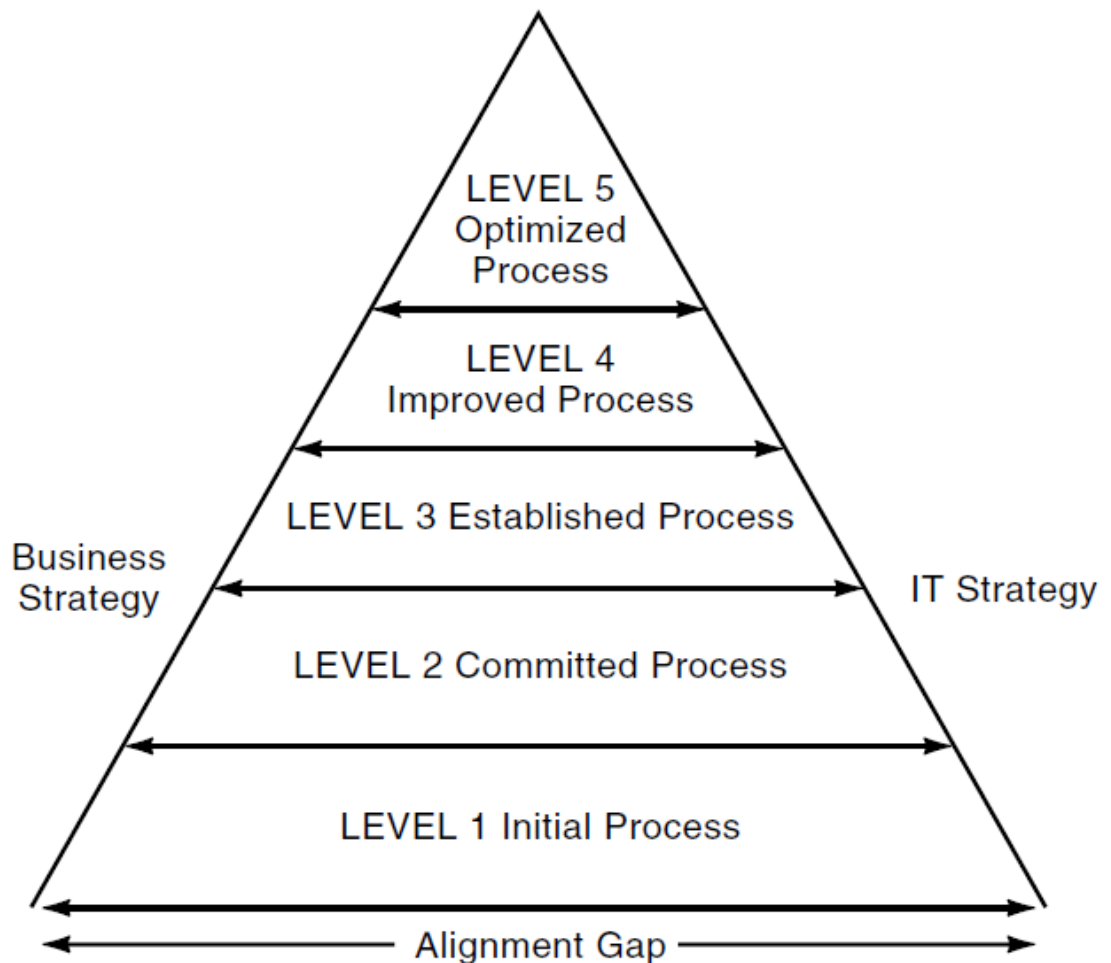 LEVEL 5
Optimized
Process
LEVEL 4
Improved Process
LEVEL 3 Established Process
Business
Strategy
IT Strategy
LEVEL 2 Committed Process
LEVEL 1 Initial Process
Alignment Gap